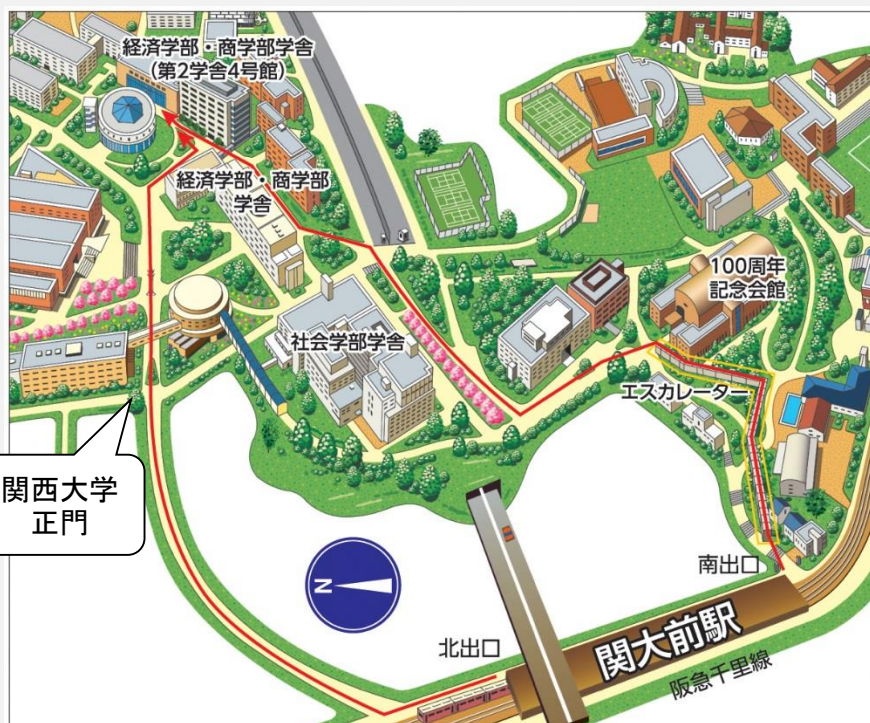 経済学部・商学部学舎
(第2学舎4号館)
経済学部・商学部
学舎
100周年
記念会館
社会学部学舎
エスカレーター
関西大学
正門
N
南出口
北出口
関大前駅
阪急千里線